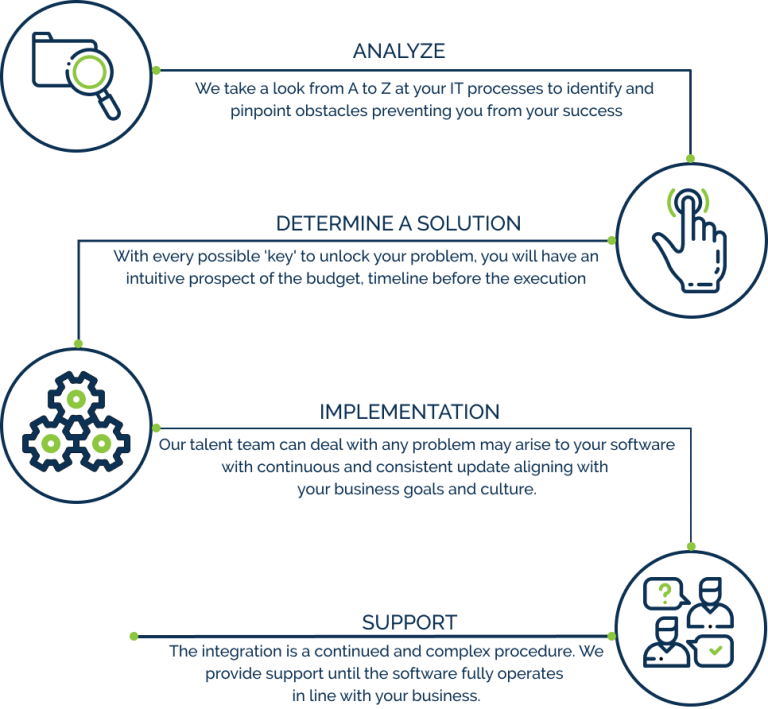 ANALYZE
We take a look from A to Z at your IT processes to identify and
pinpoint obstacles preventing you from your success
DETERMINE A SOLUTION
With every possible 'key' to unlock your problem, you will have an
intuitive prospect of the budget, timeline before the execution
IMPLEMENTATION
Our talent team can deal with any problem may arise to your software
with continuous and consistent update aligning with
your business goals and culture.
?
SUPPORT
The integration is a continued and complex procedure. We
provide support until the software fully operates
in line with your business.